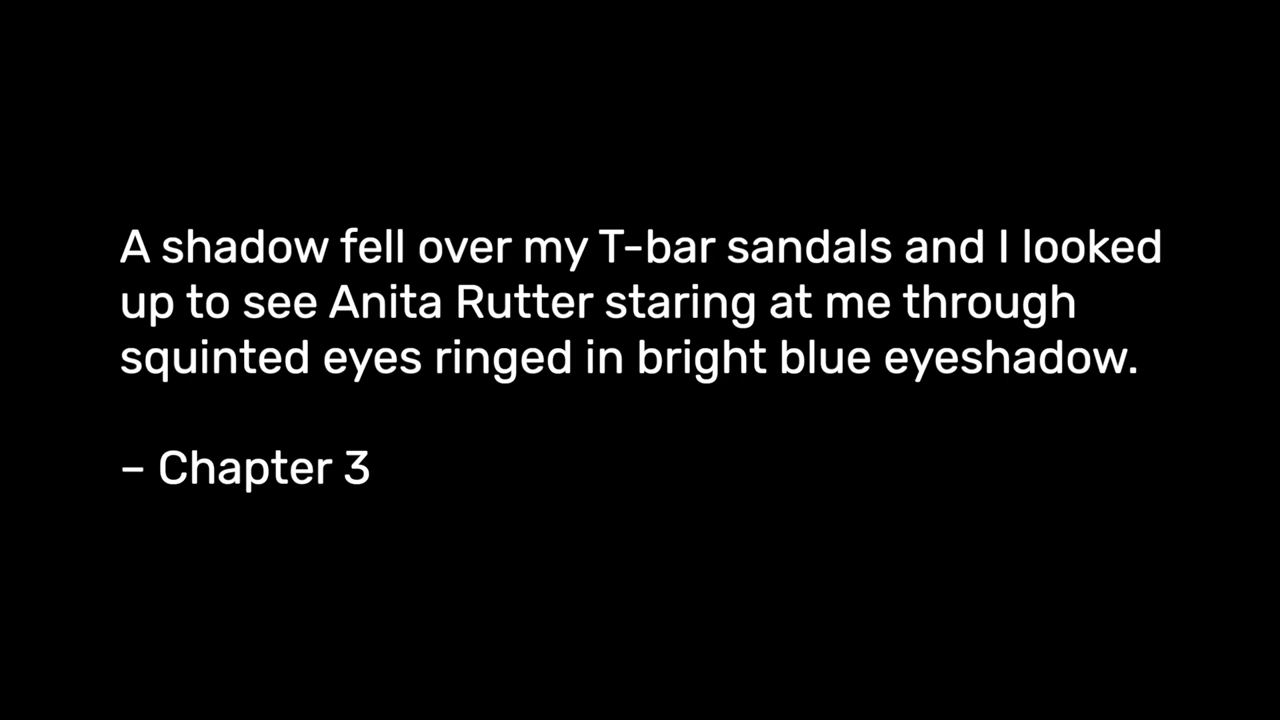 A shadow fell over my T-bar sandals and I looked
up to see Anita Rutter staring at me through
squinted eyes ringed in bright blue eyeshadow.
– Chapter 3